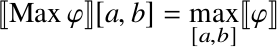 ⟦Max φ⟧[a, b] = max_{[a,b]}⟦φ⟧